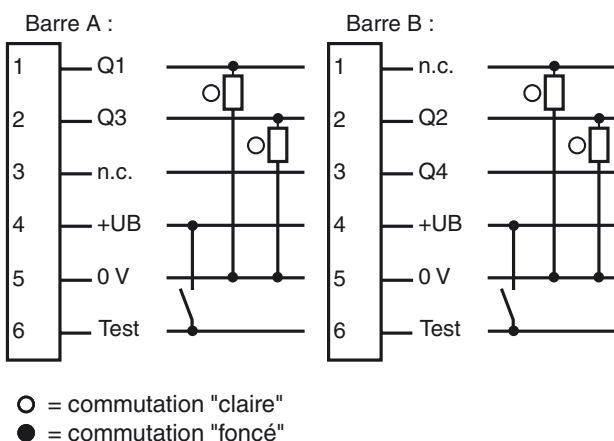 Barre A :
1 Q1
2 Q3
3 n.c.
4 +UB
5 0 V
6 Test
Barre B :
1 n.c.
2 Q2
3 Q4
4 +UB
5 0 V
6 Test
= commutation "claire"
= commutation "foncé"